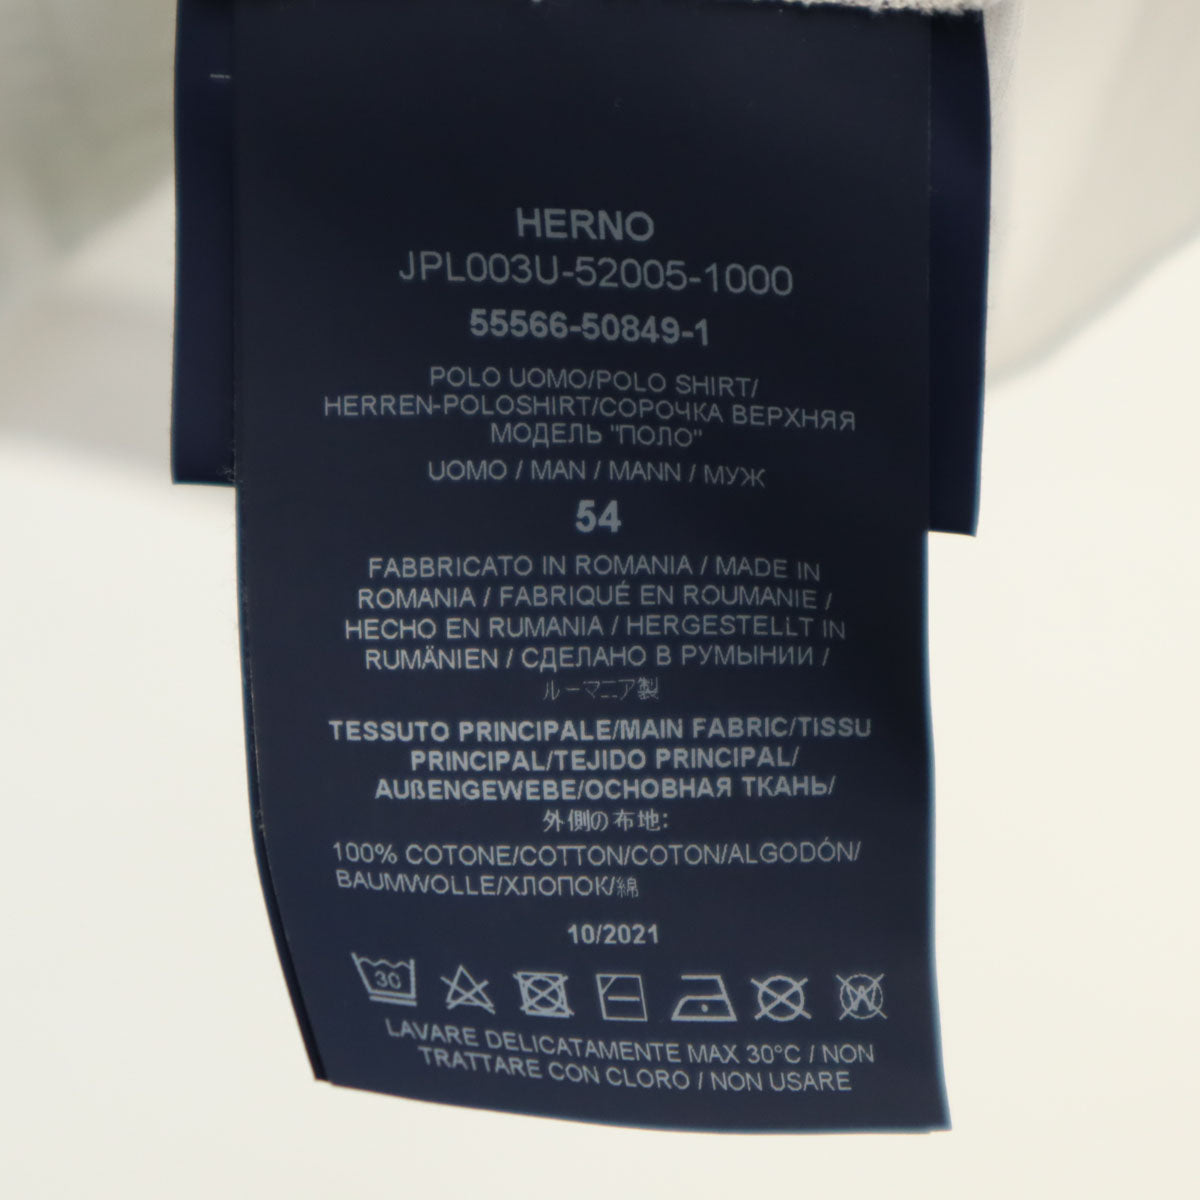 HERNO
JPL003U-52005-1000
55566-50849-1
POLO UOMO/POLO SHIRT/
HERREN-POLOSHIRT/СОРОЧКА ВЕРХНЯЯ
МОДЕЛЬ "ПОЛО"
UOMO / MAN / MANN / МУЖ
54
FABBRICATO IN ROMANIA / MADE IN
ROMANIA / FABRIQUÉ EN ROUMANIE /
HECHO EN RUMANIA / HERGESTELLT IN
RUMÄNIEN / СДЕЛАНО В РУМЫНИИ /
ルーマニア製
TESSUTO PRINCIPALE/MAIN FABRIC/TISSU
PRINCIPAL/TEJIDO PRINCIPAL/
AUßENGEWEBE/ОСНОВНАЯ ТКАНЬ/
外側の布地:
100% COTONE/COTTON/COTON/ALGODÓN/
BAUMWOLLE/ХЛОПОК/綿
10/2021
30 W
LAVARE DELICATAMENTE MAX 30°C / NON
TRATTARE CON CLORO / NON USARE